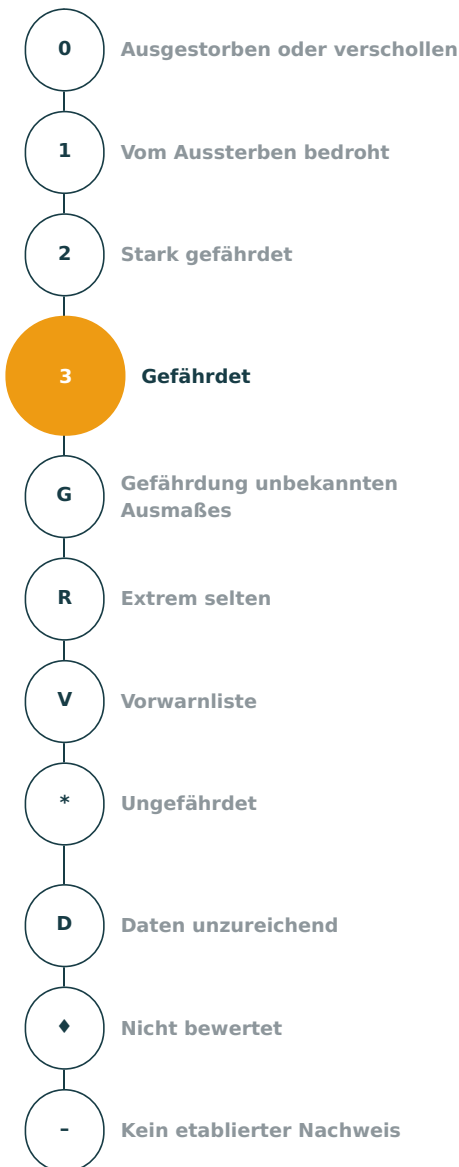 0 Ausgestorben oder verschollen
1 Vom Aussterben bedroht
2 Stark gefährdet
3 Gefährdet
G Gefährdung unbekannten
Ausmaßes
R Extrem selten
V Vorwarnliste
* Ungefährdet
D Daten unzureichend
♦ Nicht bewertet
– Kein etablierter Nachweis